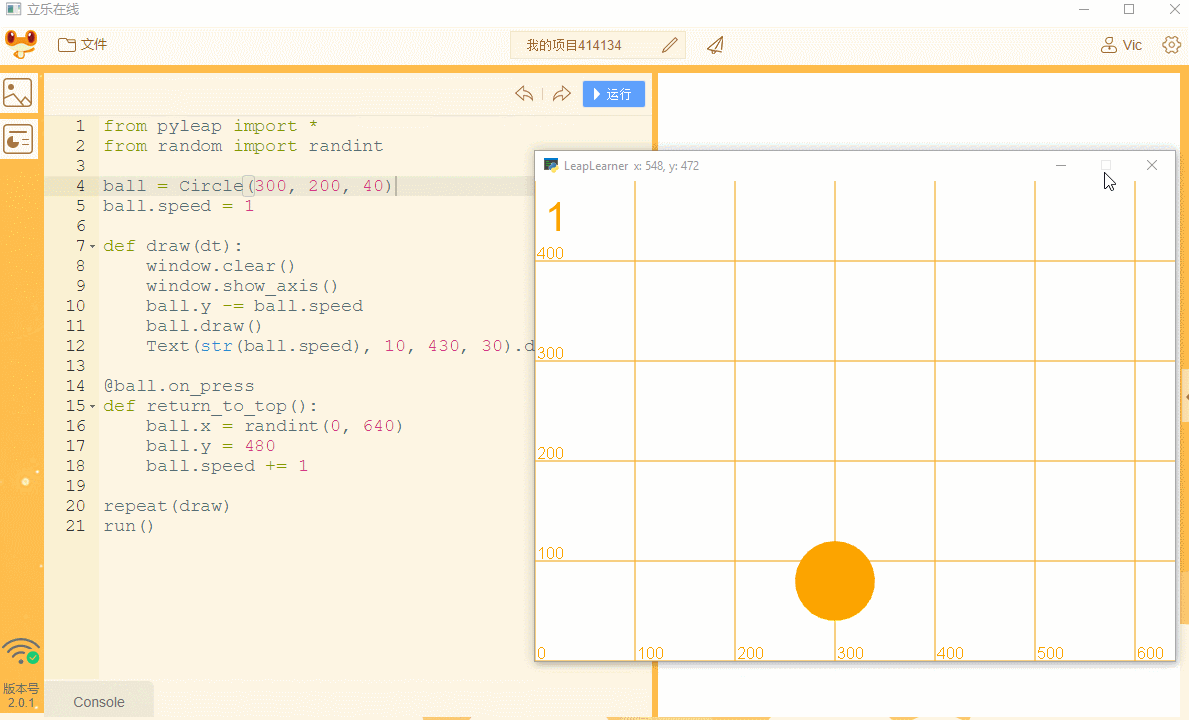 立乐在线
文件
我的项目414134
Vic
运行
1 from pyleap import *
2 from random import randint
3
4 ball = Circle(300, 200, 40)
5 ball.speed = 1
6
7 def draw(dt):
8 window.clear()
9 window.show_axis()
10 ball.y -= ball.speed
11 ball.draw()
12 Text(str(ball.speed), 10, 430, 30).d
13
14 @ball.on_press
15 def return_to_top():
16 ball.x = randint(0, 640)
17 ball.y = 480
18 ball.speed += 1
19
20 repeat(draw)
21 run()
LeapLearner x: 548, y: 472
1
400
300
200
100
0 100 200 300 400 500 600
版本号
2.0.1
Console